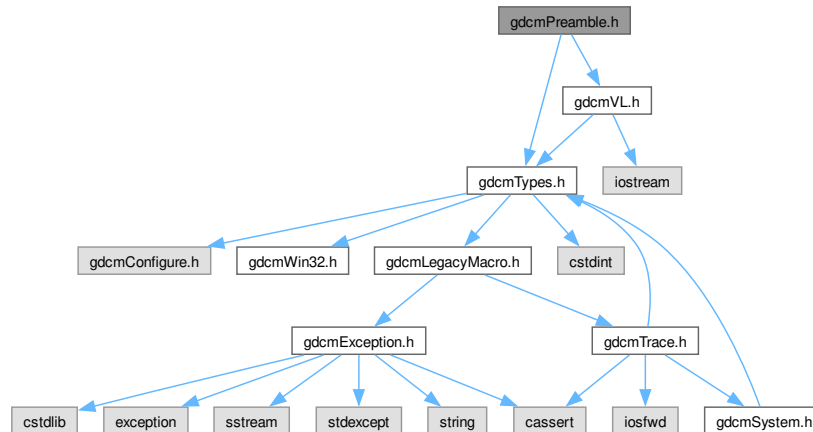 gdcmPreamble.h
gdcmVL.h
gdcmTypes.h
iostream
gdcmConfigure.h
gdcmWin32.h
gdcmLegacyMacro.h
cstdint
gdcmException.h
gdcmTrace.h
cstdlib
exception
sstream
stdexcept
string
cassert
iosfwd
gdcmSystem.h